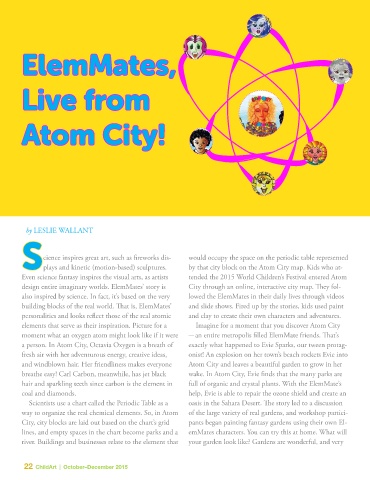 ElemMates,
Live from
Atom City!
by LESLIE WALLANT
Science inspires great art, such as fireworks dis-
plays and kinetic (motion-based) sculptures.
Even science fantasy inspires the visual arts, as artists
design entire imaginary worlds. ElemMates' story is
also inspired by science. In fact, it's based on the very
building blocks of the real world. That is, ElemMates'
personalities and looks reflect those of the real atomic
elements that serve as their inspiration. Picture for a
moment what an oxygen atom might look like if it were
a person. In Atom City, Octavia Oxygen is a breath of
fresh air with her adventurous energy, creative ideas,
and windblown hair. Her friendliness makes everyone
breathe easy! Carl Carbon, meanwhile, has jet black
hair and sparkling teeth since carbon is the element in
coal and diamonds.
Scientists use a chart called the Periodic Table as a
way to organize the real chemical elements. So, in Atom
City, city blocks are laid out based on the chart's grid
lines, and empty spaces in the chart become parks and a
river. Buildings and businesses relate to the element that
would occupy the space on the periodic table represented
by that city block on the Atom City map. Kids who at-
tended the 2015 World Children's Festival entered Atom
City through an online, interactive city map. They fol-
lowed the ElemMates in their daily lives through videos
and slide shows. Fired up by the stories, kids used paint
and clay to create their own characters and adventures.
Imagine for a moment that you discover Atom City
— an entire metropolis filled ElemMate friends. That's
exactly what happened to Evie Sparks, our nascent protag-
onist! An explosion on her town's beach rockets Evie into
Atom City and leaves a beautiful garden to grow in her
wake. In Atom City, Evie finds that the many parks are
full of organic and crystal plants. With the ElemMate's
help, Evie is able to repair the ozone shield and create an
oasis in the Sahara Desert. The story led to a discussion
of the large variety of real gardens, and workshop partici-
pants began painting fantasy gardens using their own El-
emMates characters. You can try this at home. What will
your garden look like? Gardens are wonderful, and very
22 ChildArt | October–December 2015